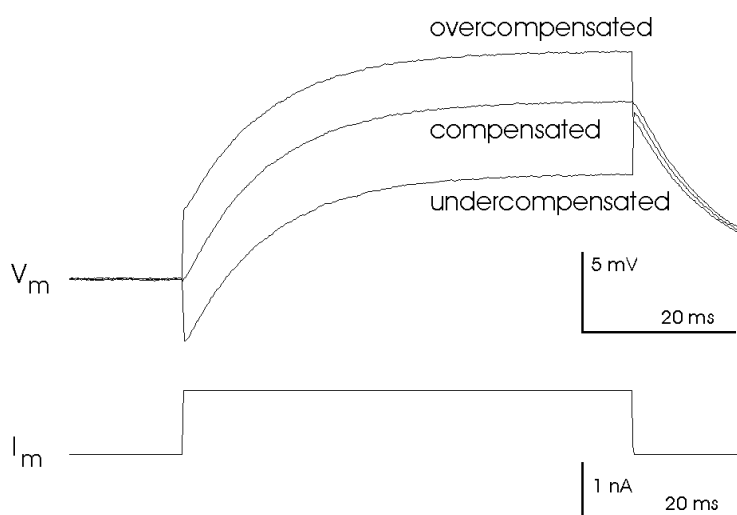 overcompensated
compensated
undercompensated
Vm
5 mV
20 ms
Im
1 nA
20 ms